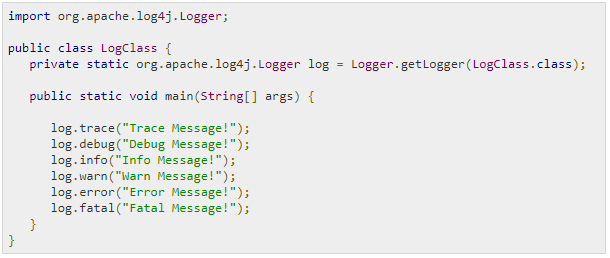 import org.apache.log4j.Logger;

public class LogClass {
   private static org.apache.log4j.Logger log = Logger.getLogger(LogClass.class);

   public static void main(String[] args) {

      log.trace("Trace Message!");
      log.debug("Debug Message!");
      log.info("Info Message!");
      log.warn("Warn Message!");
      log.error("Error Message!");
      log.fatal("Fatal Message!");
   }
}